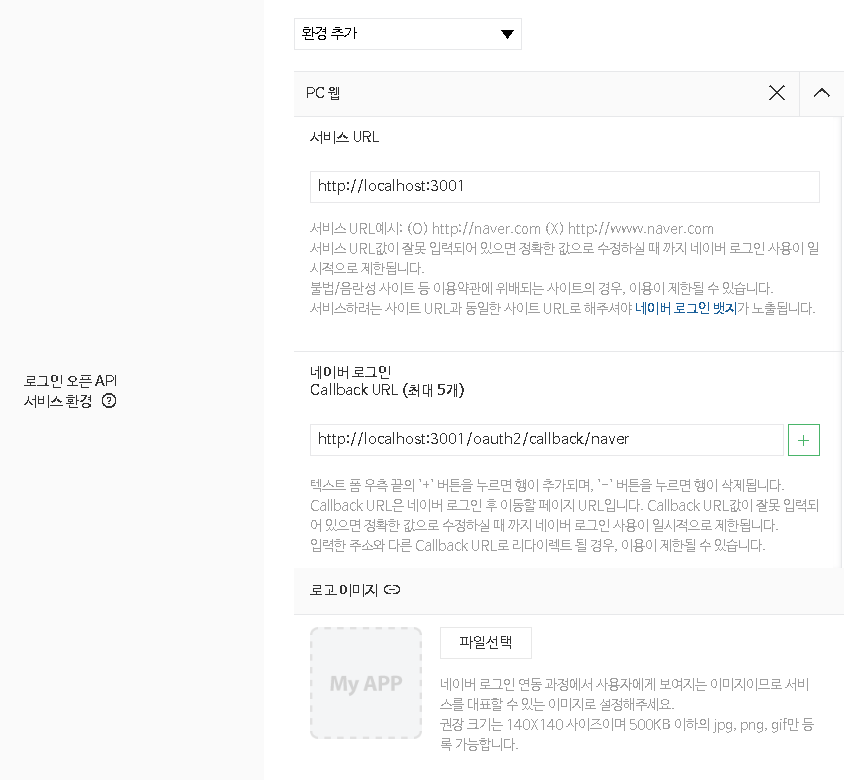 환경 추가
PC 웹
서비스 URL
http://localhost:3001
서비스 URL예시: (O) http://naver.com (X) http://www.naver.com
서비스 URL값이 잘못 입력되어 있으면 정확한 값으로 수정하실 때 까지 네이버 로그인 사용이 일
시적으로 제한됩니다.
불법/음란성 사이트 등 이용약관에 위배되는 사이트의 경우, 이용이 제한될 수 있습니다.
서비스하려는 사이트 URL과 동일한 사이트 URL로 해주셔야 네이버 로그인 뱃지가 노출됩니다.
로그인 오픈 API
서비스 환경 ?
네이버 로그인
Callback URL (최대 5개)
http://localhost:3001/oauth2/callback/naver
+
텍스트 폼 우측 끝의 '+' 버튼을 누르면 행이 추가되며, '-' 버튼을 누르면 행이 삭제됩니다.
Callback URL은 네이버 로그인 후 이동할 페이지 URL입니다. Callback URL값이 잘못 입력되
어 있으면 정확한 값으로 수정하실 때 까지 네이버 로그인 사용이 일시적으로 제한됩니다.
입력한 주소와 다른 Callback URL로 리다이렉트 될 경우, 이용이 제한될 수 있습니다.
로고 이미지
My APP
파일선택
네이버 로그인 연동 과정에서 사용자에게 보여지는 이미지이므로 서비
스를 대표할 수 있는 이미지로 설정해주세요.
권장 크기는 140X140 사이즈이며 500KB 이하의 jpg, png, gif만 등
록 가능합니다.